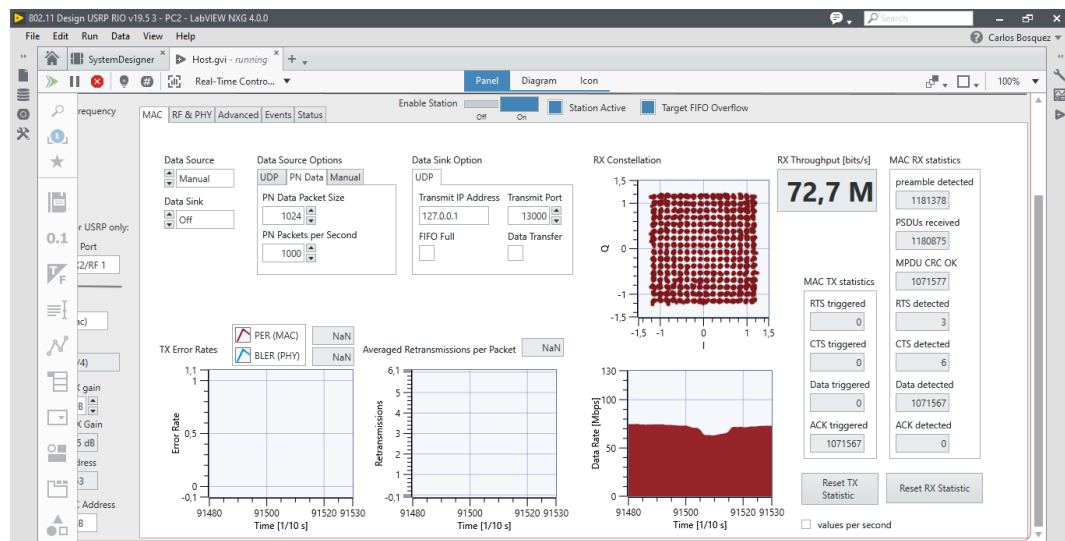 802.11 Design USRP RIO v19.5 3 - PC2 - LabVIEW NXG 4.0.0
Search
File Edit Run Data View Help
Carlos Bosquez
SystemDesigner
Host.gvi - running
Real-Time Contro...
Panel Diagram Icon
100%
requency
MAC RF & PHY Advanced Events Status
Enable Station
Off On
Station Active
Target FIFO Overflow
Data Source
Manual
Data Sink
Off
Data Source Options
UDP PN Data Manual
PN Data Packet Size
1024
PN Packets per Second
1000
Data Sink Option
UDP
Transmit IP Address Transmit Port
127.0.0.1 13000
FIFO Full Data Transfer
RX Constellation
1,5
1
0
-1
-1,5
Q
-1,5 -1 0 1 1,5
I
RX Throughput [bits/s]
72,7 M
MAC RX statistics
preamble detected
1181378
PSDUs received
1180875
MPDU CRC OK
1071577
RTS detected
3
CTS detected
6
Data detected
1071567
ACK detected
0
MAC TX statistics
RTS triggered
0
CTS triggered
0
Data triggered
0
ACK triggered
1071567
Reset TX
Statistic
Reset RX Statistic
values per second
r USRP only:
Port
2/RF 1
ac)
/4)
gain
B
X Gain
5 dB
dress
53
Address
B
0.1
T
F
1
TX Error Rates
PER (MAC) NaN
BLER (PHY) NaN
1,1
1
0,5
0
-0,1
Error Rate
91480 91500 91520 91530
Time [1/10 s]
Averaged Retransmissions per Packet NaN
6,1
5
4
3
2
1
-0,1
Retransmissions
91480 91500 91520 91530
Time [1/10 s]
130
100
50
0
Data Rate [Mbps]
91480 91500 91520 91530
Time [1/10 s]